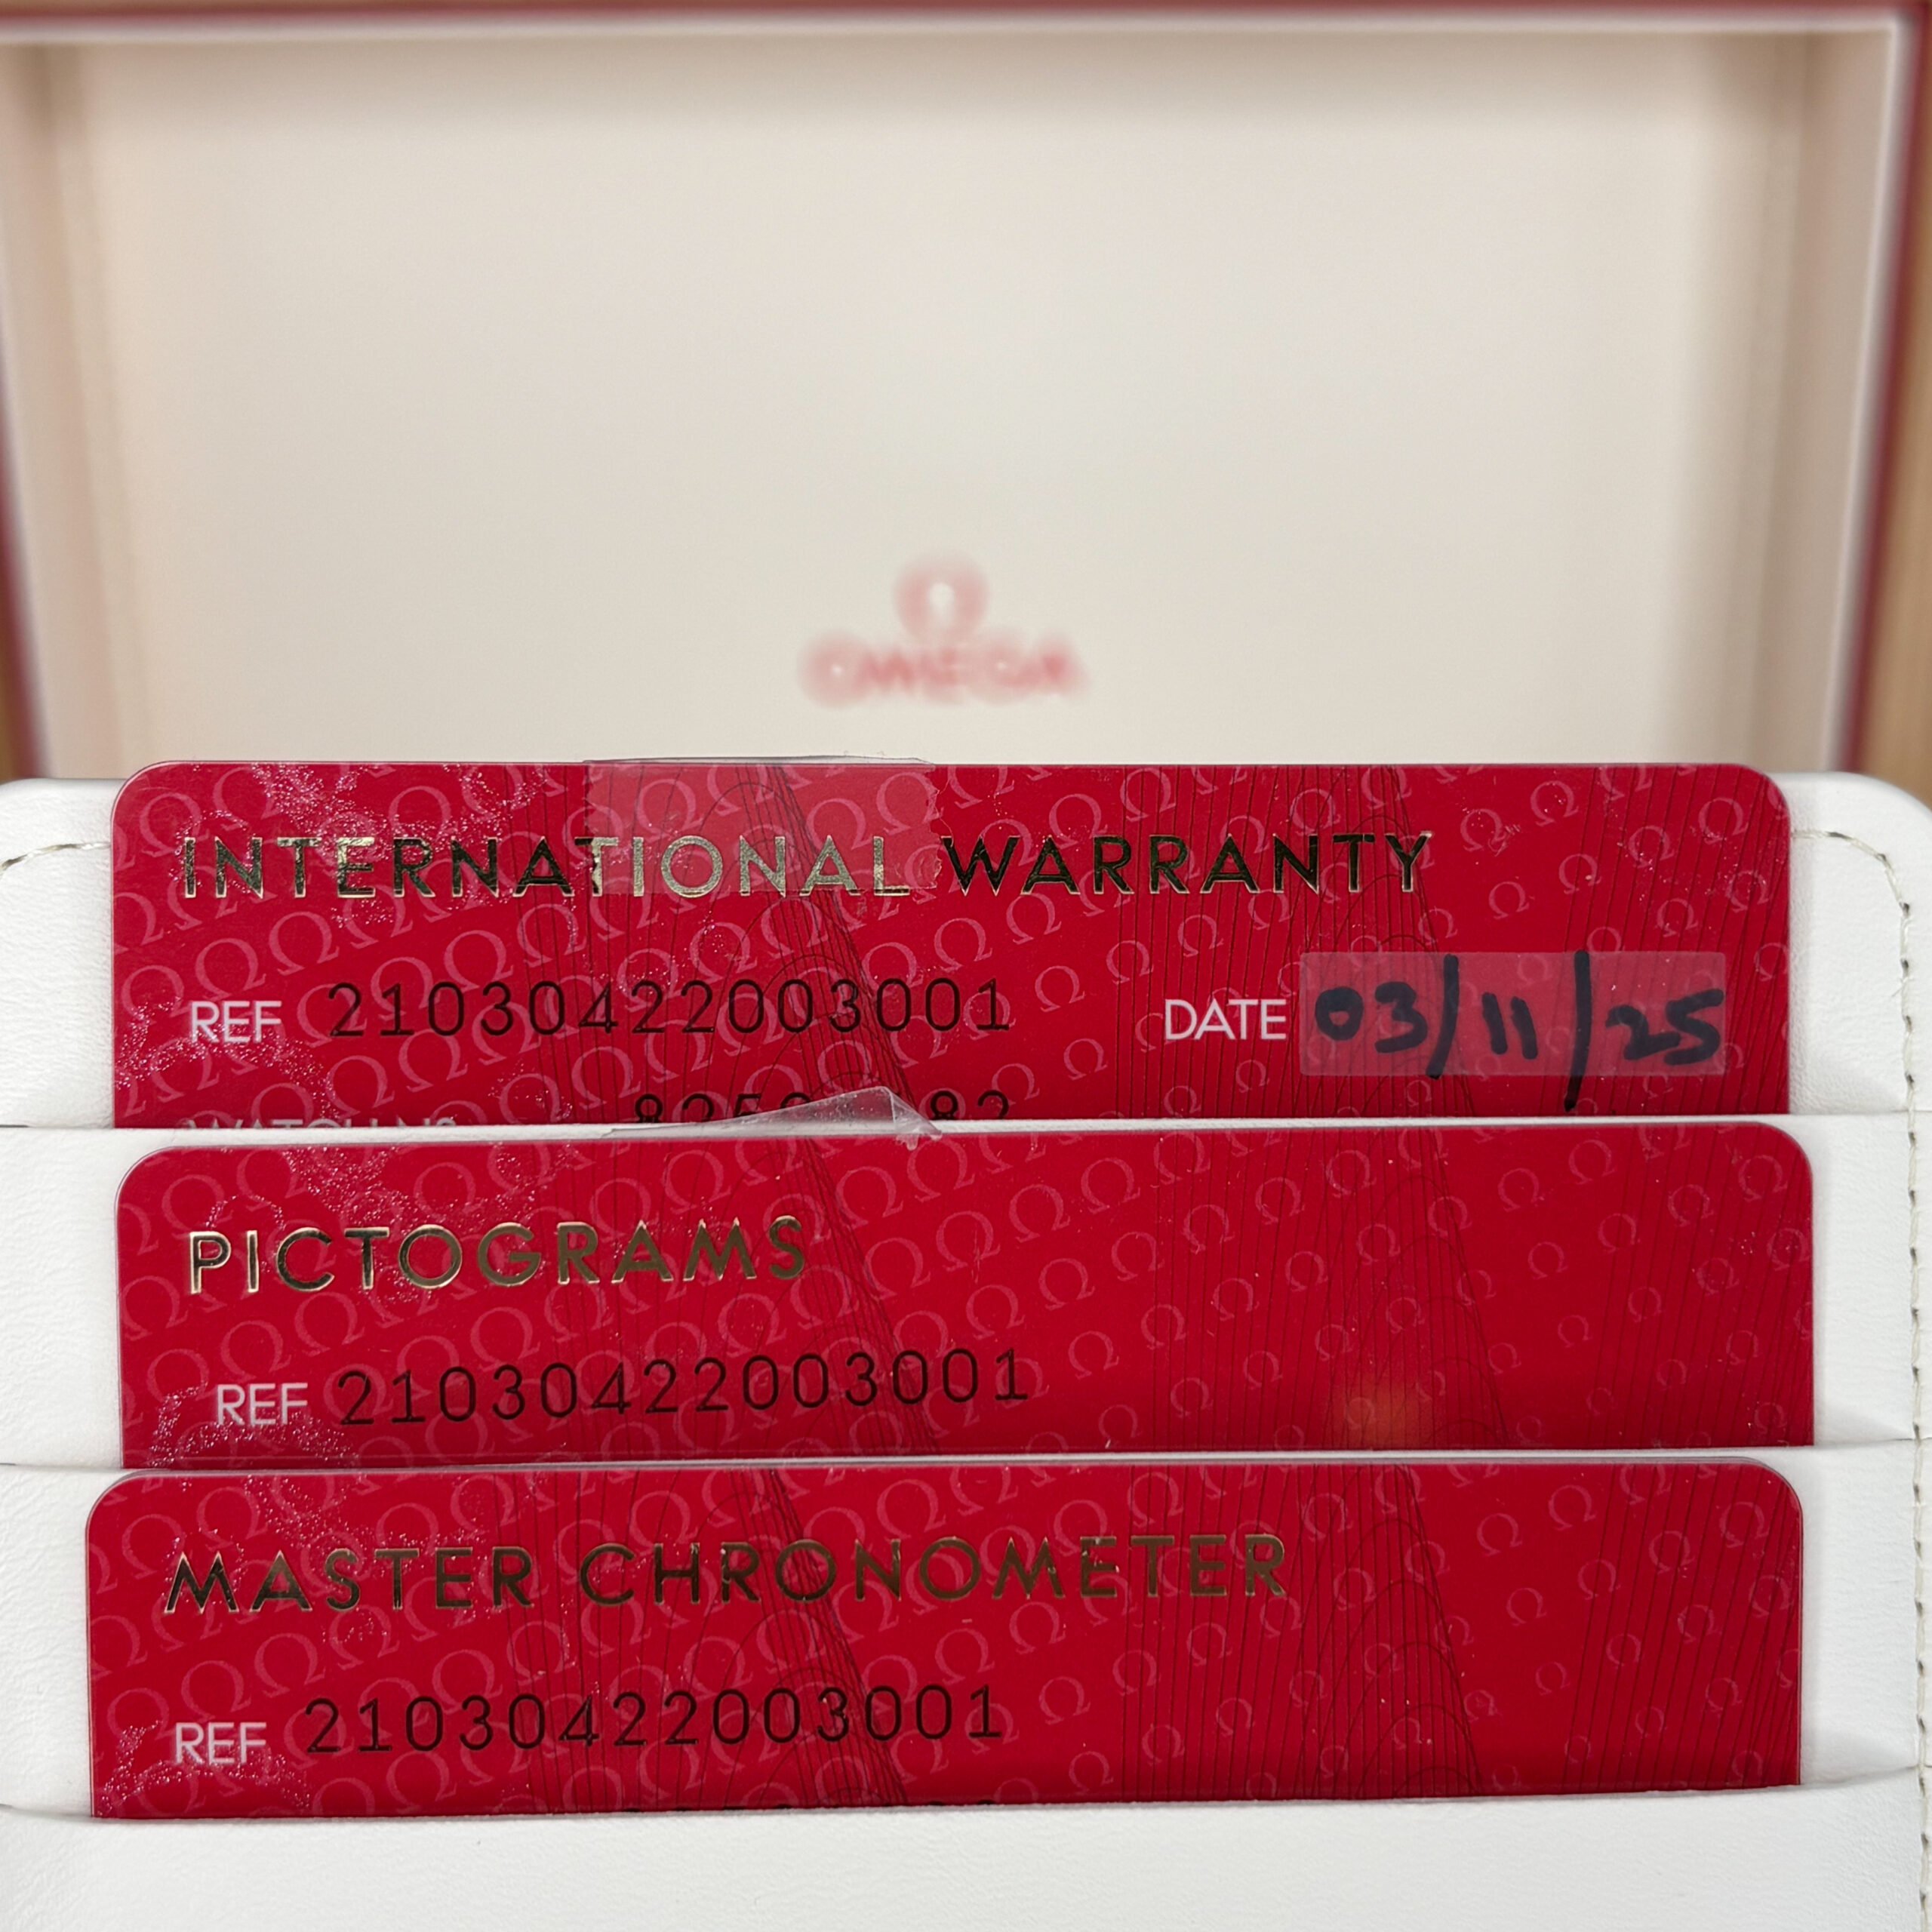 OMEGA
INTERNATIONAL WARRANTY
REF 21030422003001 DATE 03/11/25
PICTOGRAMS
REF 21030422003001
MASTER CHRONOMETER
REF 21030422003001